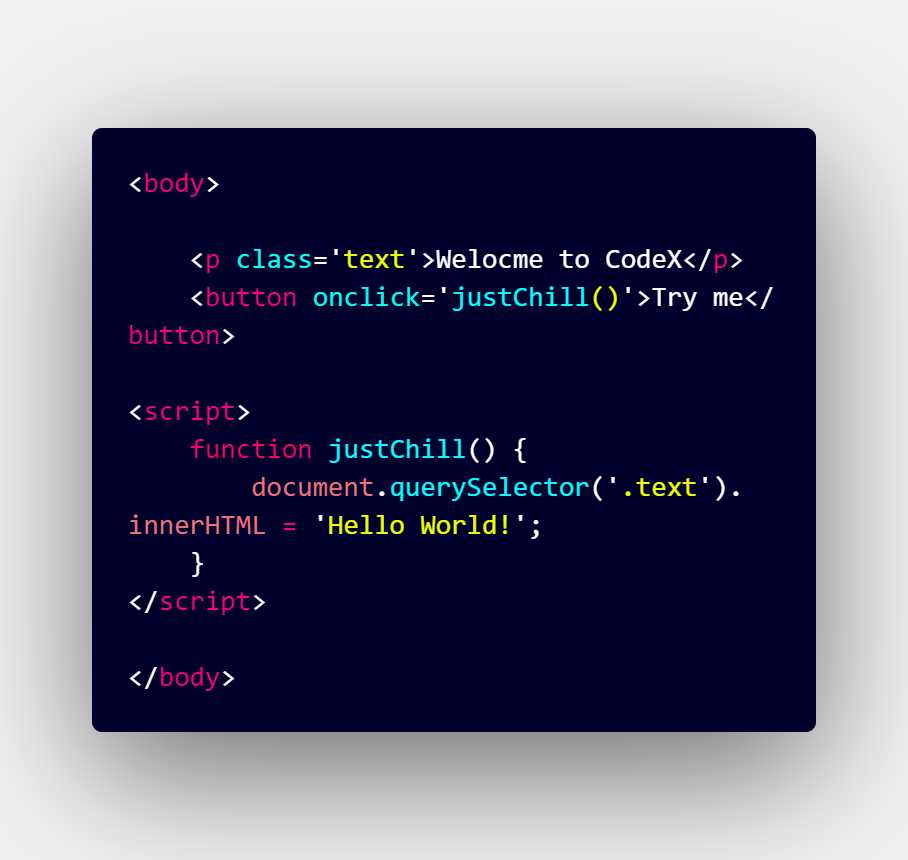 <body>
<p class='text'>Welocme to CodeX</p>
<button onclick='justChill()'>Try me</
button>
<script>
function justChill() {
document.querySelector('.text').
innerHTML = 'Hello World!';
}
</script>
</body>